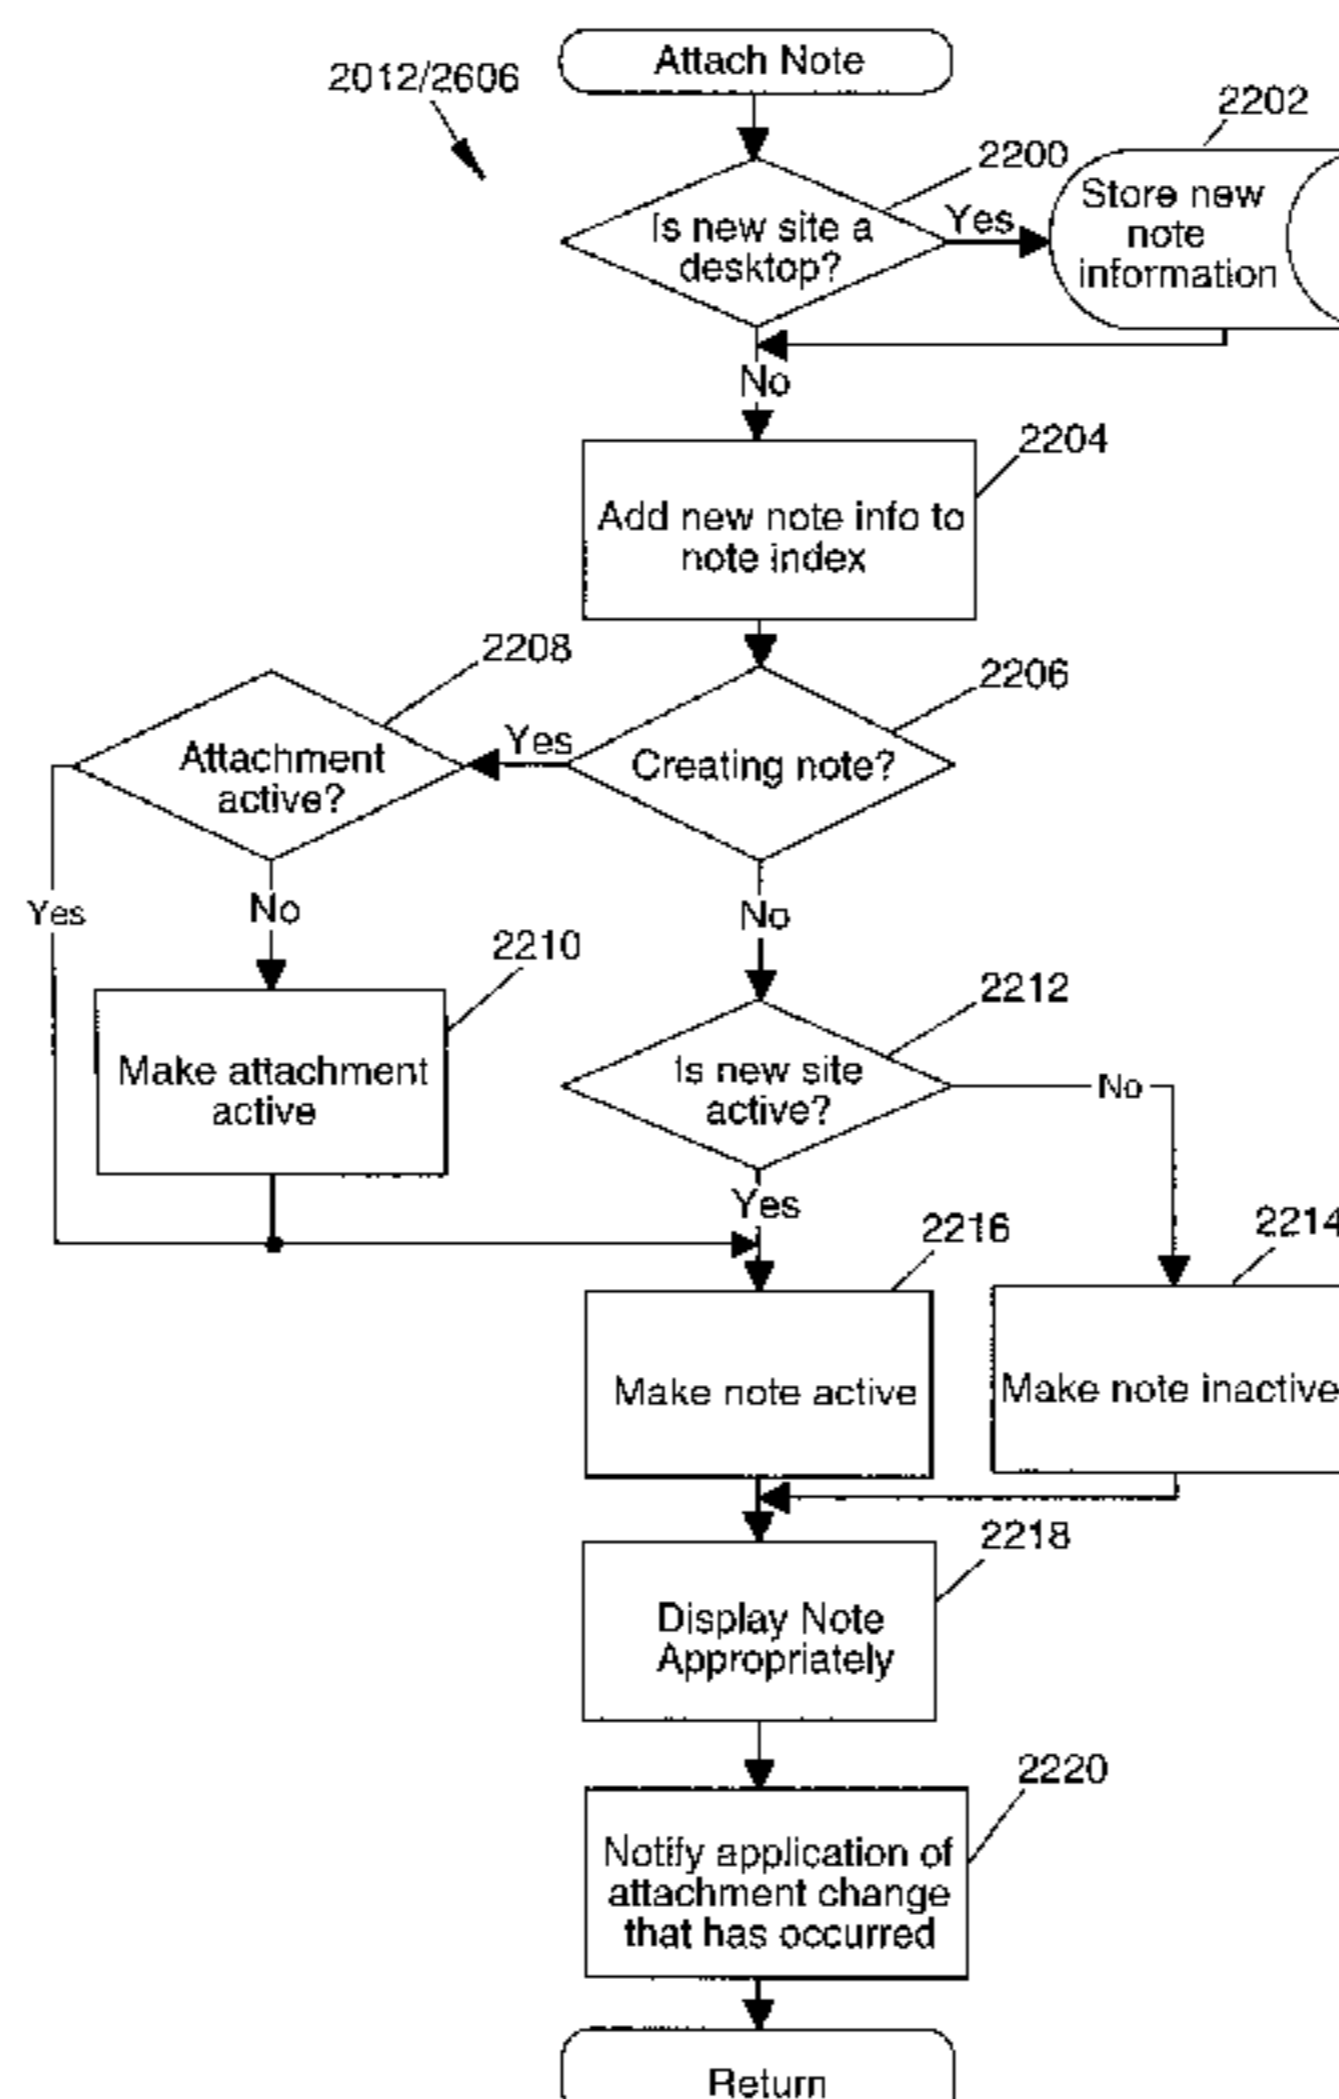 Attach Note
2012/2606
2202
2200
Store new
note
information
Is new site a
desktop?
Yes
No
2204
Add new note info to
note index
2208
2206
Attachment
active?
Yes
Creating note?
Yes
No
No
2210
2212
Make attachment
active
Is new site
active?
No
Yes
2216
2214
Make note active
Make note inactive
2218
Display Note
Appropriately
2220
Notify application of
attachment change
that has occurred
Return